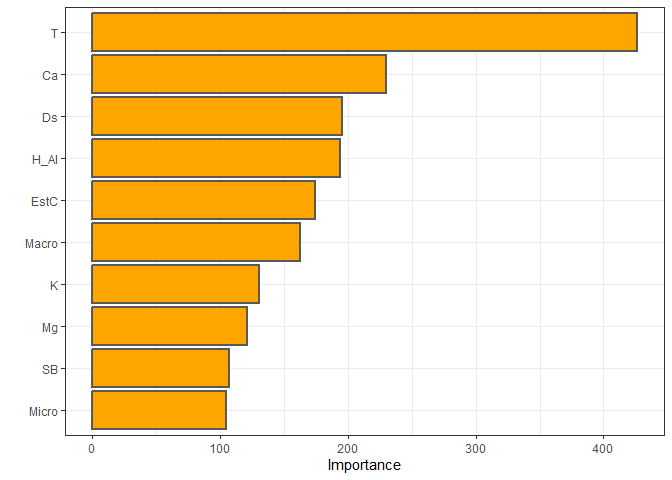 T
Ca
Ds
H_Al
EstC
Macro
K
Mg
SB
Micro
0 100 200 300 400
Importance